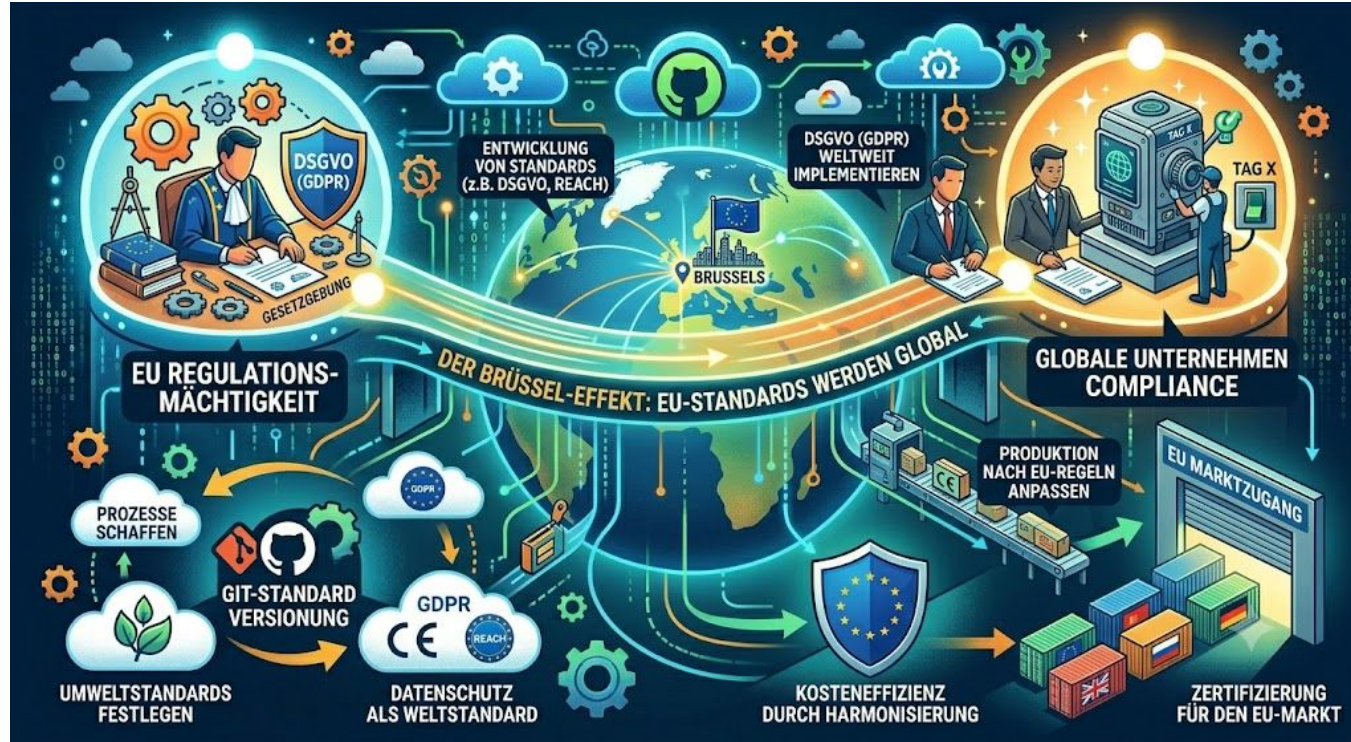 DSGVO
(GDPR)
GESETZGEBUNG
EU REGULATIONS-
MÄCHTIGKEIT
ENTWICKLUNG
VON STANDARDS
(z.B. DSGVO, REACH)
BRUSSELS
DSGVO (GDPR)
WELTWEIT
IMPLEMENTIEREN
TAG X
TAG X
GLOBALE UNTERNEHMEN
COMPLIANCE
DER BRÜSSEL-EFFEKT: EU-STANDARDS WERDEN GLOBAL
PROZESSE
SCHAFFEN
GDPR
GIT-STANDARD
VERSIONUNG
GDPR
CE
REACH
UMWELTSTANDARDS
FESTLEGEN
DATENSCHUTZ
ALS WELTSTANDARD
CE
PRODUKTION
NACH EU-REGELN
ANPASSEN
EU MARKTZUGANG
KOSTENEFFIZIENZ
DURCH HARMONISIERUNG
ZERTIFIZIERUNG
FÜR DEN EU-MARKT